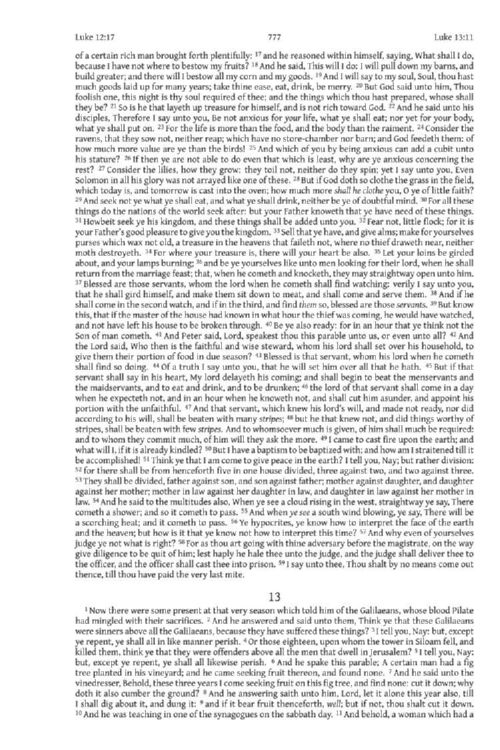 Luke 12:17 777 Luke 13:11
of a certain rich man brought forth plentifully: 17 and he reasoned within himself, saying, What shall I do,
because I have not where to bestow my fruits? 18 And he said, This will I do: I will pull down my barns, and
build greater; and there will I bestow all my corn and my goods. 19 And I will say to my soul, Soul, thou hast
much goods laid up for many years; take thine ease, eat, drink, be merry. 20 But God said unto him, Thou
foolish one, this night is thy soul required of thee; and the things which thou hast prepared, whose shall
they be? 21 So is he that layeth up treasure for himself, and is not rich toward God. 22 And he said unto his
disciples, Therefore I say unto you, Be not anxious for your life, what ye shall eat; nor yet for your body,
what ye shall put on. 23 For the life is more than the food, and the body than the raiment. 24 Consider the
ravens, that they sow not, neither reap; which have no store-chamber nor barn; and God feedeth them: of
how much more value are ye than the birds! 25 And which of you by being anxious can add a cubit unto
his stature? 26 If then ye are not able to do even that which is least, why are ye anxious concerning the
rest? 27 Consider the lilies, how they grow: they toil not, neither do they spin; yet I say unto you, Even
Solomon in all his glory was not arrayed like one of these. 28 But if God doth so clothe the grass in the field,
which today is, and tomorrow is cast into the oven; how much more shall he clothe you, O ye of little faith?
29 And seek not ye what ye shall eat, and what ye shall drink, neither be ye of doubtful mind. 30 For all these
things do the nations of the world seek after: but your Father knoweth that ye have need of these things.
31 Howbeit seek ye his kingdom, and these things shall be added unto you. 32 Fear not, little flock; for it is
your Father's good pleasure to give you the kingdom. 33 Sell that ye have, and give alms; make for yourselves
purses which wax not old, a treasure in the heavens that faileth not, where no thief draweth near, neither
moth destroyeth. 34 For where your treasure is, there will your heart be also. 35 Let your loins be girded
about, and your lamps burning; 36 and be ye yourselves like unto men looking for their lord, when he shall
return from the marriage feast; that, when he cometh and knocketh, they may straightway open unto him.
37 Blessed are those servants, whom the lord when he cometh shall find watching: verily I say unto you,
that he shall gird himself, and make them sit down to meat, and shall come and serve them. 38 And if he
shall come in the second watch, and if in the third, and find them so, blessed are those servants. 39 But know
this, that if the master of the house had known in what hour the thief was coming, he would have watched,
and not have left his house to be broken through. 40 Be ye also ready: for in an hour that ye think not the
Son of man cometh. 41 And Peter said, Lord, speakest thou this parable unto us, or even unto all? 42 And
the Lord said, Who then is the faithful and wise steward, whom his lord shall set over his household, to
give them their portion of food in due season? 43 Blessed is that servant, whom his lord when he cometh
shall find so doing. 44 Of a truth I say unto you, that he will set him over all that he hath. 45 But if that
servant shall say in his heart, My lord delayeth his coming; and shall begin to beat the menservants and
the maidservants, and to eat and drink, and to be drunken; 46 the lord of that servant shall come in a day
when he expecteth not, and in an hour when he knoweth not, and shall cut him asunder, and appoint his
portion with the unfaithful. 47 And that servant, which knew his lord's will, and made not ready, nor did
according to his will, shall be beaten with many stripes; 48 but he that knew not, and did things worthy of
stripes, shall be beaten with few stripes. And to whomsoever much is given, of him shall much be required:
and to whom they commit much, of him will they ask the more. 49 I came to cast fire upon the earth; and
what will I, if it is already kindled? 50 But I have a baptism to be baptized with; and how am I straitened till it
be accomplished! 51 Think ye that I am come to give peace in the earth? I tell you, Nay; but rather division:
52 for there shall be from henceforth five in one house divided, three against two, and two against three.
53 They shall be divided, father against son, and son against father; mother against daughter, and daughter
against her mother; mother in law against her daughter in law, and daughter in law against her mother in
law. 54 And he said to the multitudes also, When ye see a cloud rising in the west, straightway ye say, There
cometh a shower; and so it cometh to pass. 55 And when ye see a south wind blowing, ye say, There will be
a scorching heat; and it cometh to pass. 56 Ye hypocrites, ye know how to interpret the face of the earth
and the heaven; but how is it that ye know not how to interpret this time? 57 And why even of yourselves
judge ye not what is right? 58 For as thou art going with thine adversary before the magistrate, on the way
give diligence to be quit of him; lest haply he hale thee unto the judge, and the judge shall deliver thee to
the officer, and the officer shall cast thee into prison. 59 I say unto thee, Thou shalt by no means come out
thence, till thou have paid the very last mite.
13
1 Now there were some present at that very season which told him of the Galilaeans, whose blood Pilate
had mingled with their sacrifices. 2 And he answered and said unto them, Think ye that these Galilaeans
were sinners above all the Galilaeans, because they have suffered these things? 3 I tell you, Nay: but, except
ye repent, ye shall all in like manner perish. 4 Or those eighteen, upon whom the tower in Siloam fell, and
killed them, think ye that they were offenders above all the men that dwell in Jerusalem? 5 I tell you, Nay:
but, except ye repent, ye shall all likewise perish. 6 And he spake this parable; A certain man had a fig
tree planted in his vineyard; and he came seeking fruit thereon, and found none. 7 And he said unto the
vinedresser, Behold, these three years I come seeking fruit on this fig tree, and find none: cut it down; why
doth it also cumber the ground? 8 And he answering saith unto him, Lord, let it alone this year also, till
I shall dig about it, and dung it: 9 and if it bear fruit thenceforth, well; but if not, thou shalt cut it down.
10 And he was teaching in one of the synagogues on the sabbath day. 11 And behold, a woman which had a